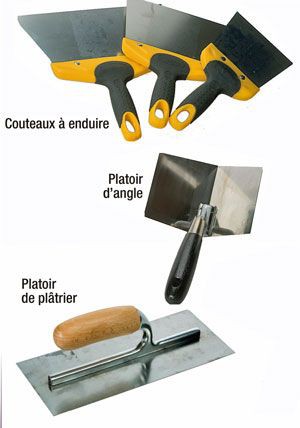 Couteaux à enduire
Platoir
d'angle
Platoir
de plâtrier